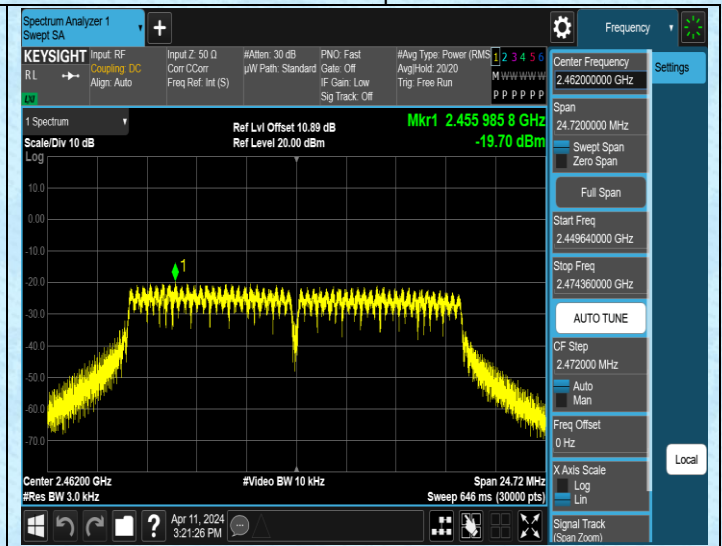 Spectrum Analyzer 1
Swept SA
Frequency
KEYSIGHT
RL
Input: RF
Coupling: DC
Align: Auto
Input Z: 50 Ω
Corr CCorr
Freq Ref: Int (S)
#Atten: 30 dB
µW Path: Standard
PNO: Fast
Gate: Off
IF Gain: Low
Sig Track: Off
#Avg Type: Power (RMS
Avg|Hold: 20/20
Trig: Free Run
1 2 3 4 5 6
M W W W W W
P P P P P P
1 Spectrum
Scale/Div 10 dB
Ref Lvl Offset 10.89 dB
Ref Level 20.00 dBm
Mkr1 2.455 985 8 GHz
-19.70 dBm
Log
10.0
0.00
-10.0
-20.0
-30.0
-40.0
-50.0
-60.0
-70.0
1
Center 2.46200 GHz
#Res BW 3.0 kHz
#Video BW 10 kHz
Span 24.72 MHz
Sweep 646 ms (30000 pts)
Apr 11, 2024
3:21:26 PM
Center Frequency
2.462000000 GHz
Span
24.7200000 MHz
Swept Span
Zero Span
Full Span
Start Freq
2.449640000 GHz
Stop Freq
2.474360000 GHz
AUTO TUNE
CF Step
2.472000 MHz
Auto
Man
Freq Offset
0 Hz
X Axis Scale
Log
Lin
Signal Track
(Span Zoom)
Settings
Local